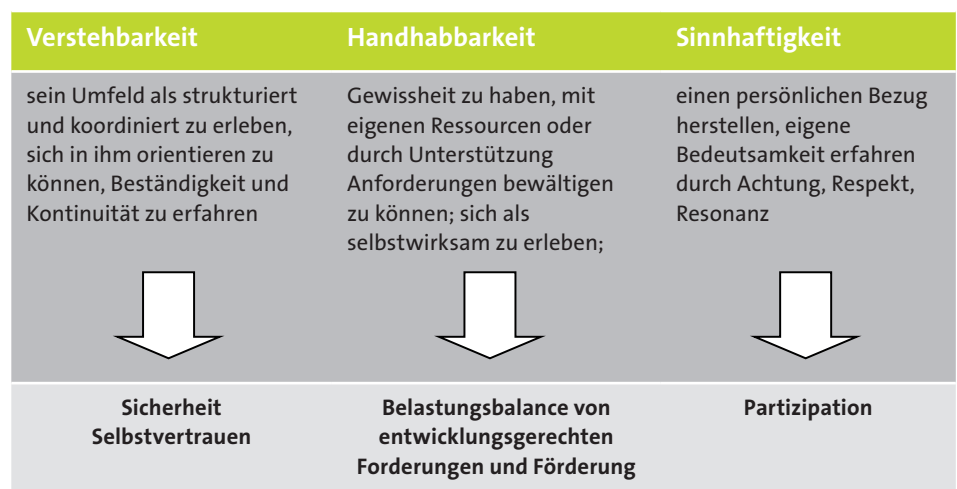 Verstehbarkeit
sein Umfeld als strukturiert
und koordiniert zu erleben,
sich in ihm orientieren zu
können, Beständigkeit und
Kontinuität zu erfahren
Sicherheit
Selbstvertrauen
Handhabbarkeit
Gewissheit zu haben, mit
eigenen Ressourcen oder
durch Unterstützung
Anforderungen bewältigen
zu können; sich als
selbstwirksam zu erleben;
Belastungsbalance von
entwicklungsgerechten
Forderungen und Förderung
Sinnhaftigkeit
einen persönlichen Bezug
herstellen, eigene
Bedeutsamkeit erfahren
durch Achtung, Respekt,
Resonanz
Partizipation